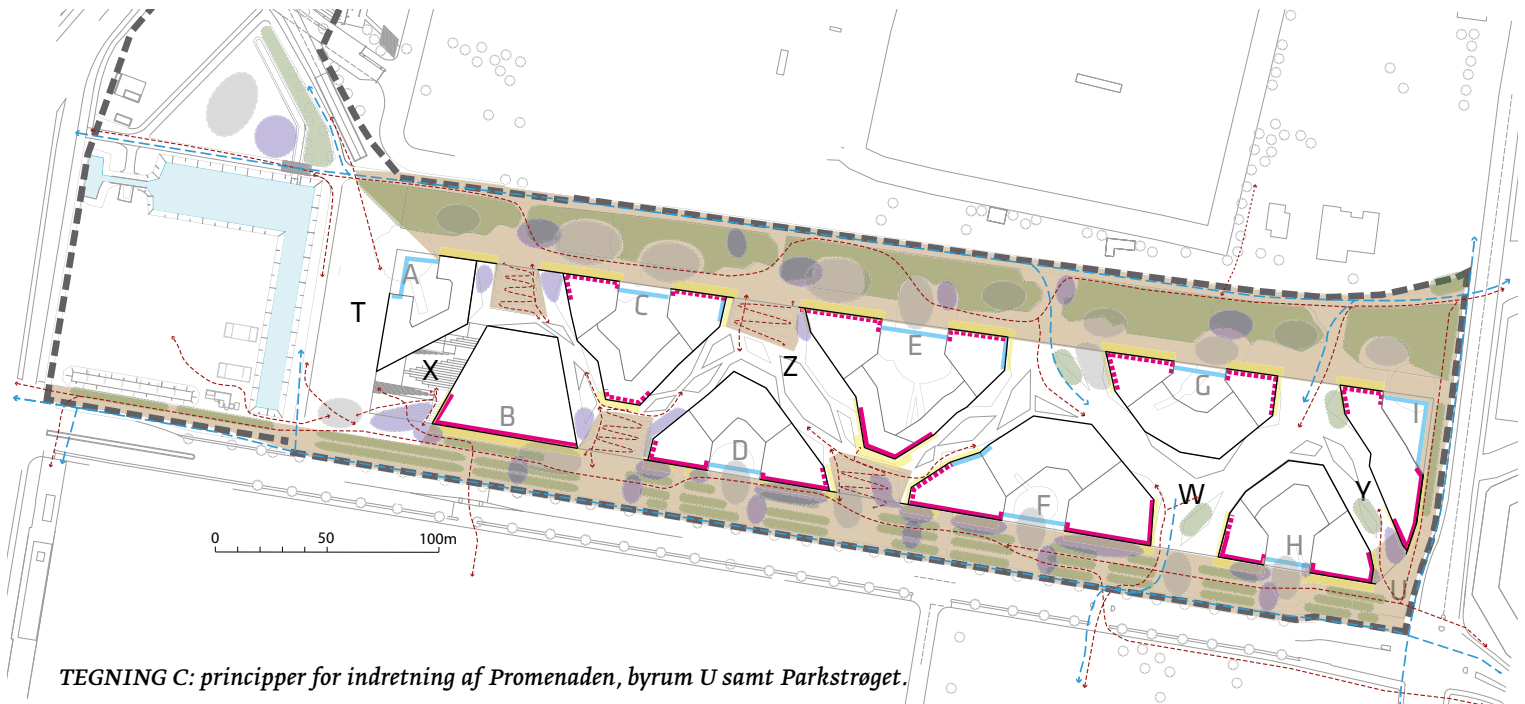 A
C
T
E
Z
X
G
I
B
D
W
Y
F
H
U
0 50 100m
TEGNING C: principper for indretning af Promenaden, byrum U samt Parkstrøget.